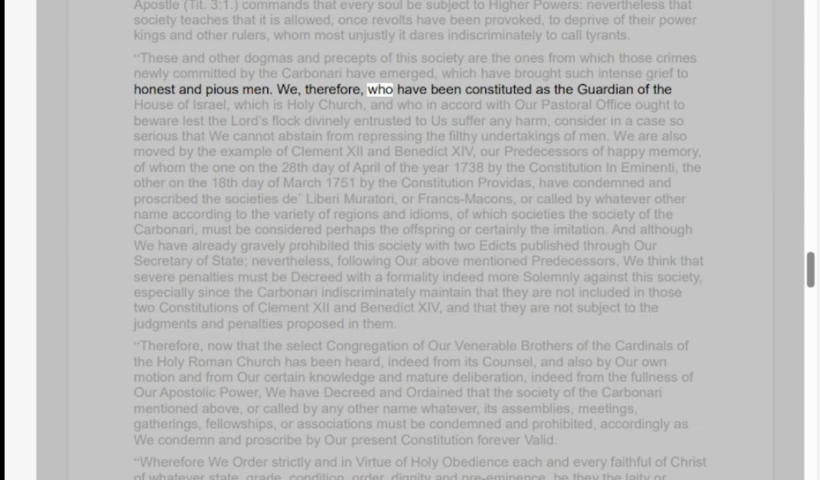 Apostle (Tit. 3:1.) commands that every soul be subject to Higher Powers: nevertheless that
society teaches that it is allowed, once revolts have been provoked, to deprive of their power
kings and other rulers, whom most unjustly it dares indiscriminately to call tyrants.
“These and other dogmas and precepts of this society are the ones from which those crimes
newly committed by the Carbonari have emerged, which have brought such intense grief to
honest and pious men. We, therefore, who have been constituted as the Guardian of the
House of Israel, which is Holy Church, and who in accord with Our Pastoral Office ought to
beware lest the Lord’s flock divinely entrusted to Us suffer any harm, consider in a case so
serious that We cannot abstain from repressing the filthy undertakings of men. We are also
moved by the example of Clement XII and Benedict XIV, our Predecessors of happy memory,
of whom the one on the 28th day of April of the year 1738 by the Constitution In Eminenti, the
other on the 18th day of March 1751 by the Constitution Providas, have condemned and
proscribed the societies de´ Liberi Muratori, or Francs-Macons, or called by whatever other
name according to the variety of regions and idioms, of which societies the society of the
Carbonari, must be considered perhaps the offspring or certainly the imitation. And although
We have already gravely prohibited this society with two Edicts published through Our
Secretary of State; nevertheless, following Our above mentioned Predecessors, We think that
severe penalties must be Decreed with a formality indeed more Solemnly against this society,
especially since the Carbonari indiscriminately maintain that they are not included in those
two Constitutions of Clement XII and Benedict XIV, and that they are not subject to the
judgments and penalties proposed in them.
“Therefore, now that the select Congregation of Our Venerable Brothers of the Cardinals of
the Holy Roman Church has been heard, indeed from its Counsel, and also by Our own
motion and from Our certain knowledge and mature deliberation, indeed from the fullness of
Our Apostolic Power, We have Decreed and Ordained that the society of the Carbonari
mentioned above, or called by any other name whatever, its assemblies, meetings,
gatherings, fellowships, or associations must be condemned and prohibited, accordingly as
We condemn and proscribe by Our present Constitution forever Valid.
“Wherefore We Order strictly and in Virtue of Holy Obedience each and every faithful of Christ
of whatever state, grade, condition, order, dignity and pre-eminence, be they the laity or